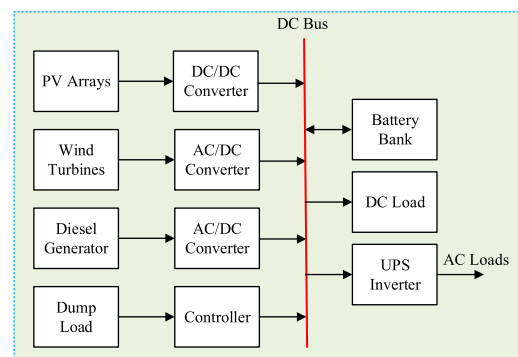 DC Bus
PV Arrays
DC/DC
Converter
Wind
Turbines
AC/DC
Converter
Diesel
Generator
AC/DC
Converter
Dump
Load
Controller
Battery
Bank
DC Load
UPS
Inverter
AC Loads